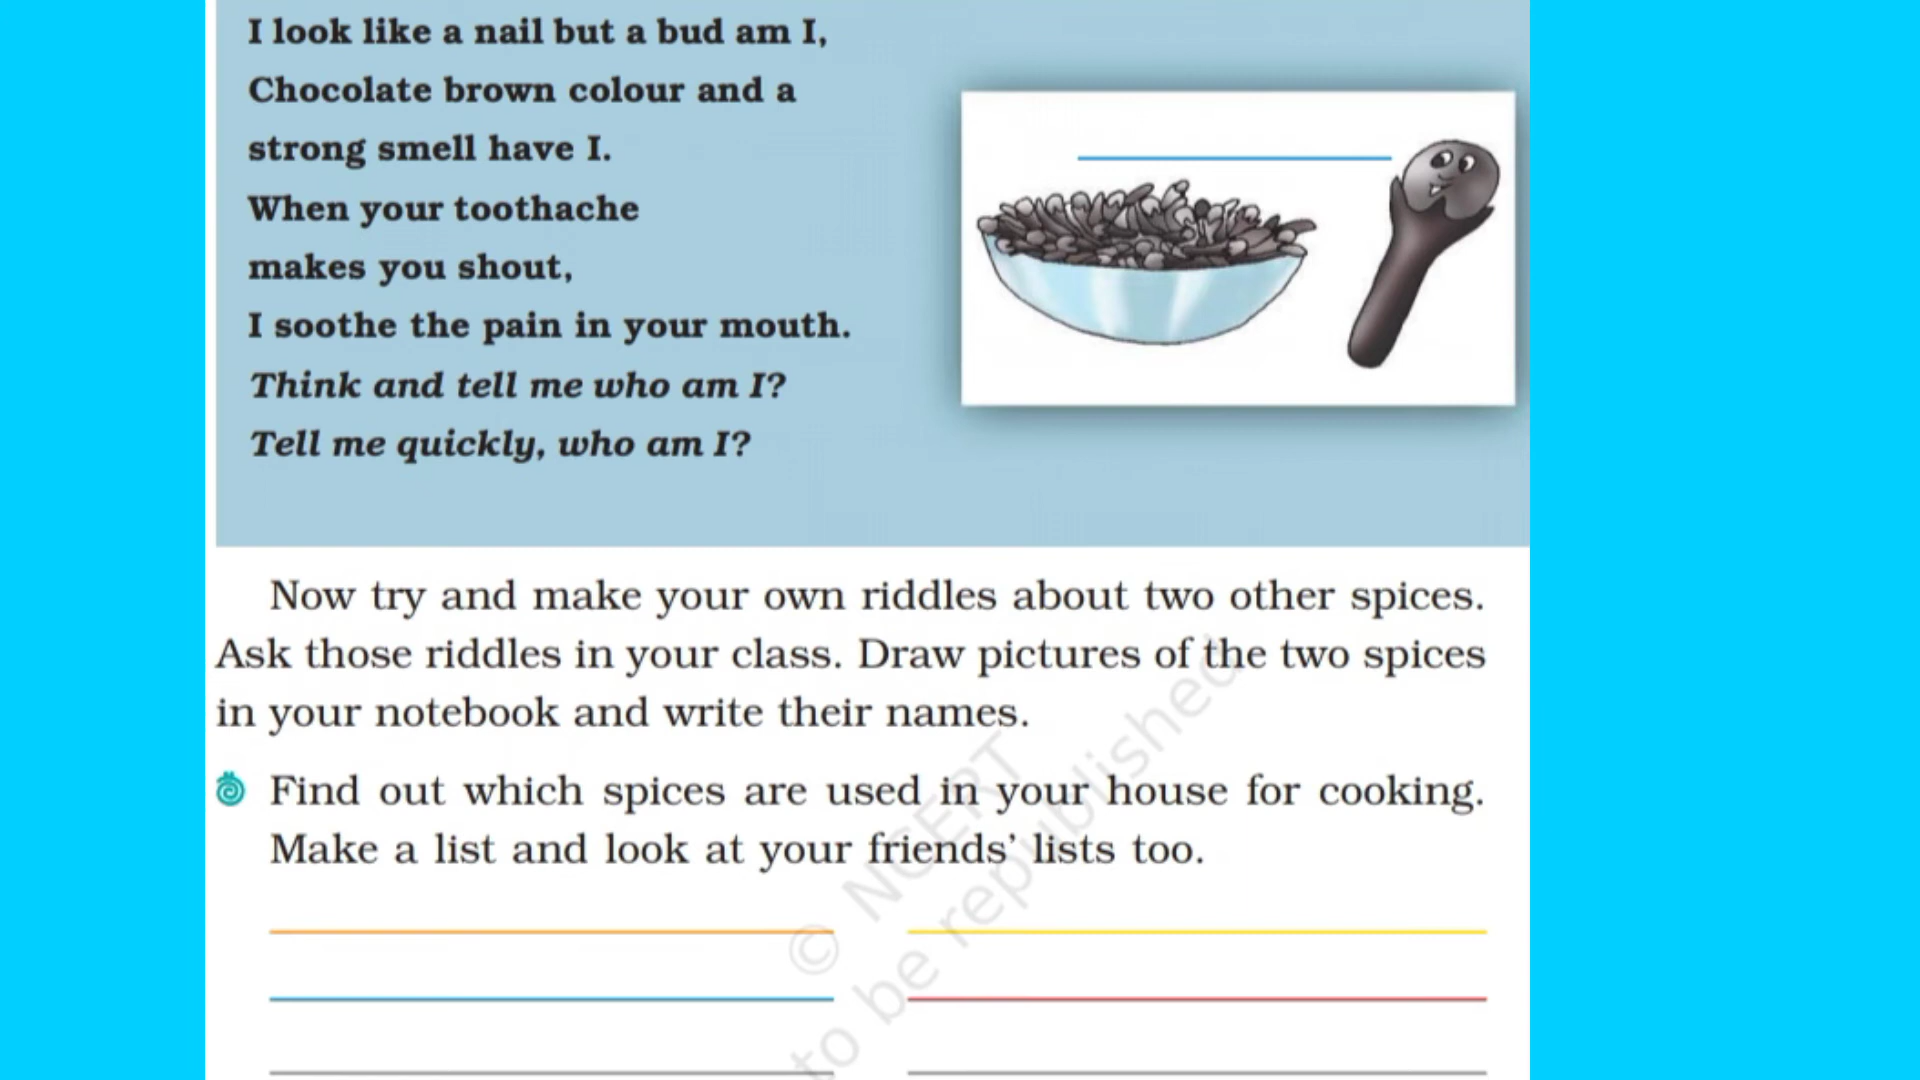 I look like a nail but a bud am I,
Chocolate brown colour and a
strong smell have I.
When your toothache
makes you shout,
I soothe the pain in your mouth.
Think and tell me who am I?
Tell me quickly, who am I?
Now try and make your own riddles about two other spices.
Ask those riddles in your class. Draw pictures of the two spices
in your notebook and write their names.
Find out which spices are used in your house for cooking.
Make a list and look at your friends’ lists too.
© NCERT
to be republished